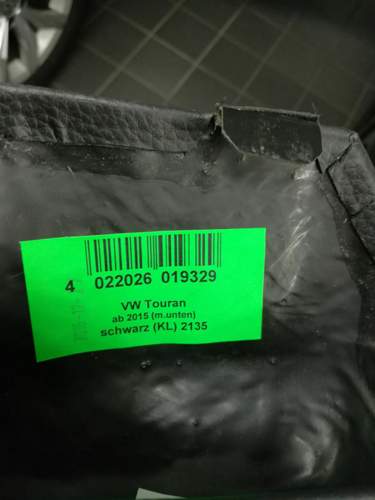 4 022026 019329
VW Touran
ab 2015 (m.unten)
schwarz (KL) 2135